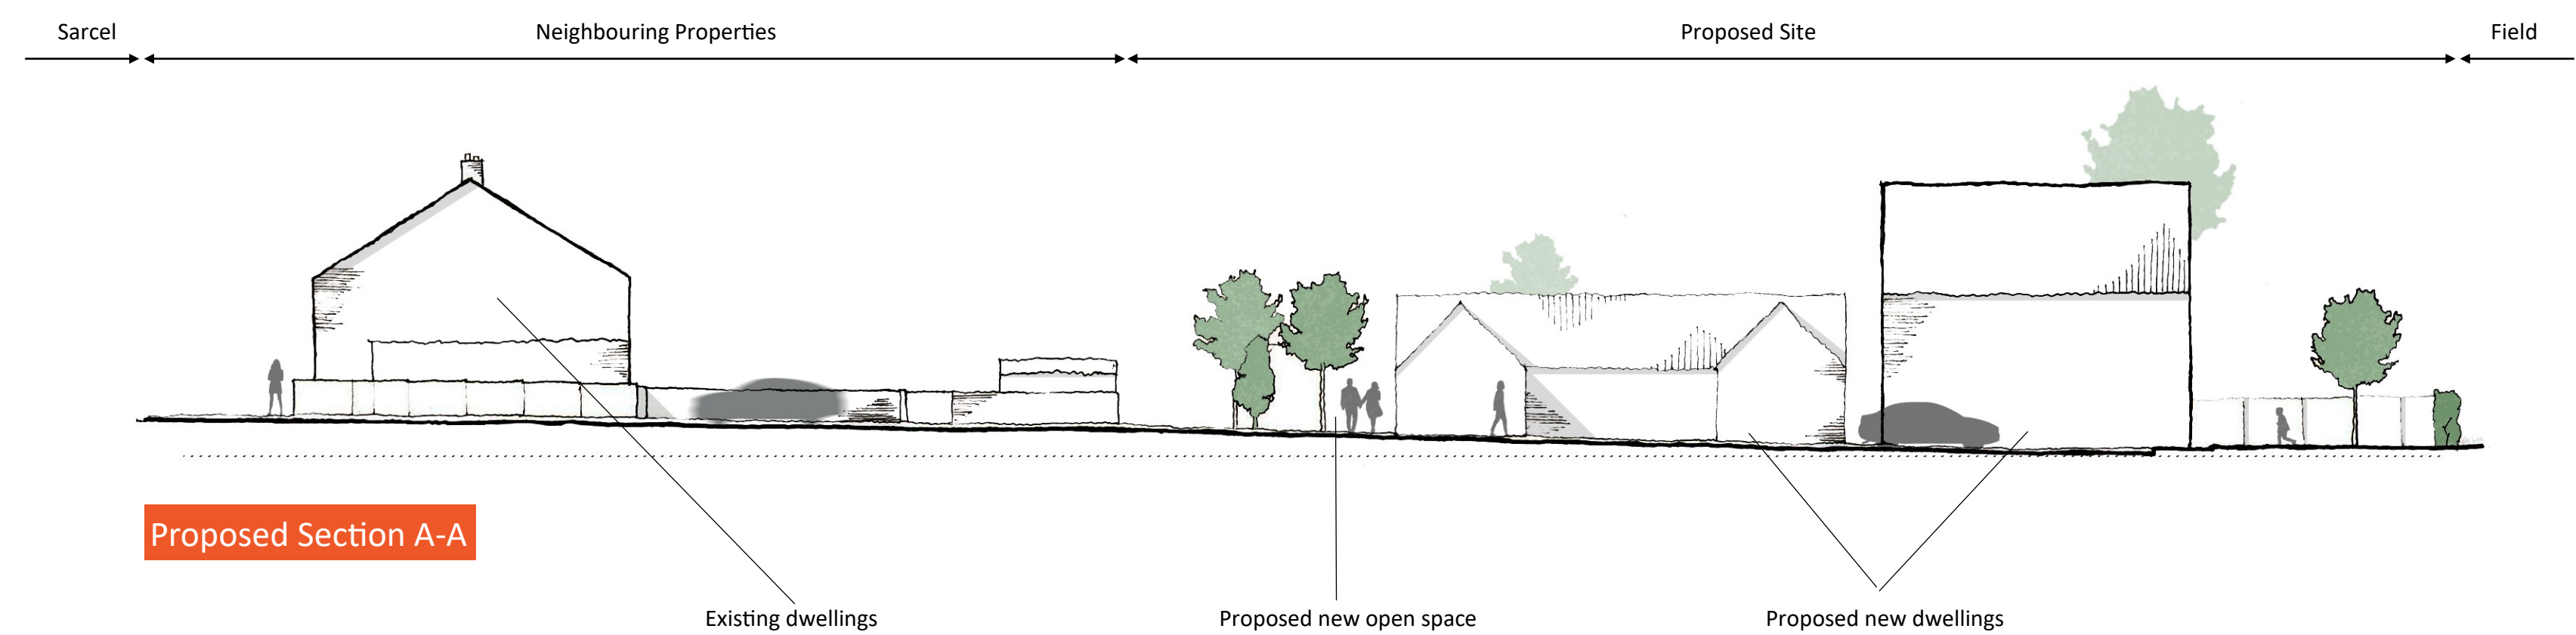 Sarcel
Neighbouring Properties
Proposed Site
Field
Proposed Section A-A
Existing dwellings
Proposed new open space
Proposed new dwellings